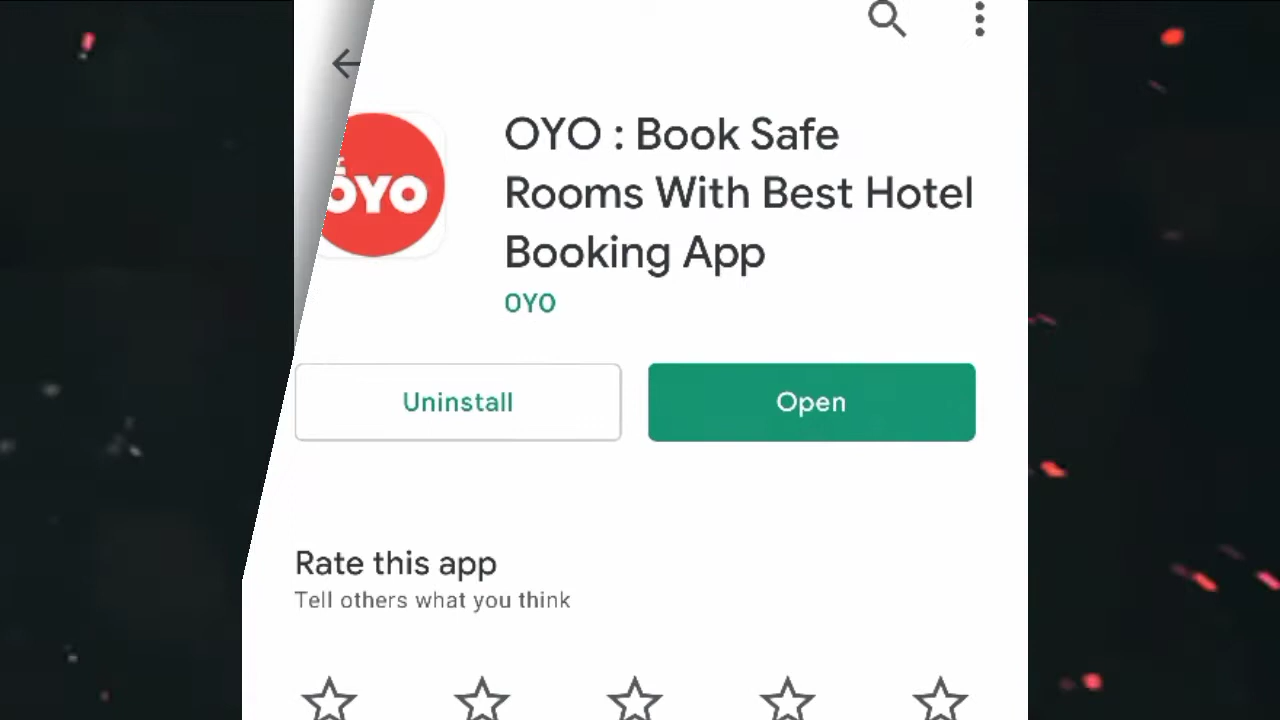 OYO : Book Safe
Rooms With Best Hotel
Booking App
OYO
OYO
Uninstall
Open
Rate this app
Tell others what you think